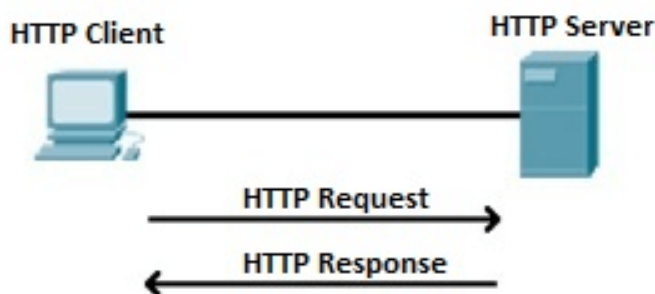 HTTP Client
HTTP Server
HTTP Request
HTTP Response